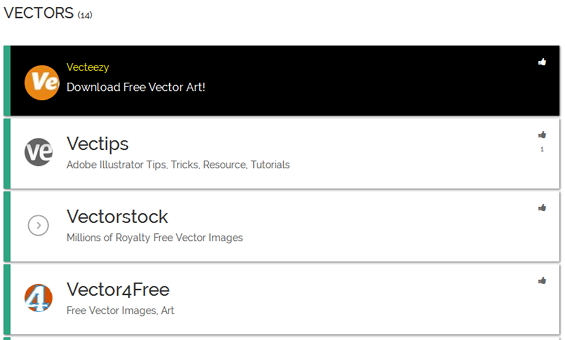 VECTORS (14)
Ve
Vecteezy
Download Free Vector Art!
ve
Vectips
1
Adobe Illustrator Tips, Tricks, Resource, Tutorials
Vectorstock
Millions of Royalty Free Vector Images
4
Vector4Free
Free Vector Images, Art